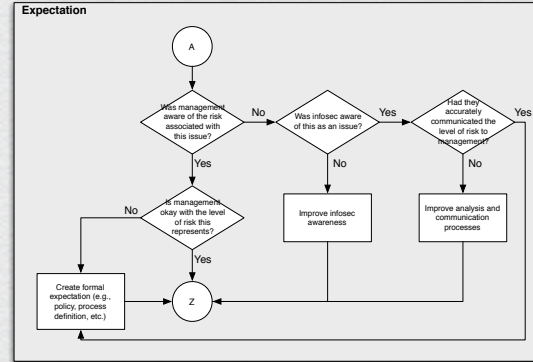 Expectation
A
Was management
aware of the risk
associated with
this issue?
No
Was infosec aware
of this as an issue?
Yes
Had they
accurately
communicated the
level of risk to
management?
Yes
Yes
No
No
Is management
okay with the level
of risk this
represents?
No
Improve infosec
awareness
Improve analysis and
communication
processes
Yes
Create formal
expectation (e.g.,
policy, process
definition, etc.)
Z